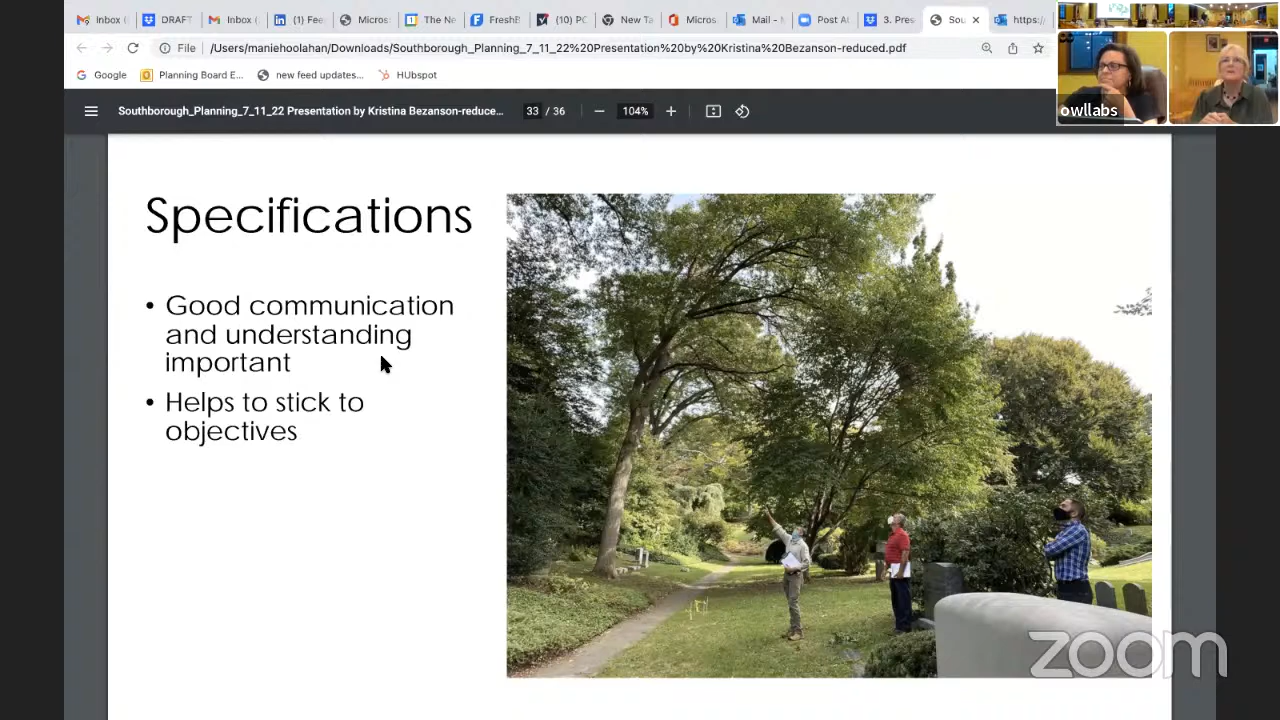 Inbox (
DRAFT
Inbox (
(1) Fee
Micros
The Ne
FreshB
(10) PC
New Ta
Micros
Mail -
Post Al
3. Pres
Sou
https:/
File
/Users/maniehoolahan/Downloads/Southborough_Planning_7_11_22%20Presentation%20by%20Kristina%20Bezanson-reduced.pdf
Google
Planning Board E...
new feed updates...
HUbspot
owllabs
Southborough_Planning_7_11_22 Presentation by Kristina Bezanson-reduce...
33 / 36
104%
Specifications
• Good communication
and understanding
important
• Helps to stick to
objectives
zoom